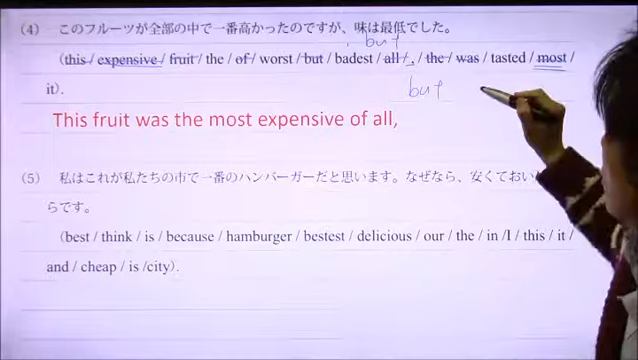 (4) このフルーツが全部の中で一番高かったのですが、味は最低でした。
but
(this / expensive / fruit / the / of / worst / but / badest / all / , / the / was / tasted / most /
it).
but
This fruit was the most expensive of all,
(5) 私はこれが私たちの市で一番のハンバーガーだと思います。なぜなら、安くておい
らです。
(best / think / is / because / hamburger / bestest / delicious / our / the / in /I / this / it /
and / cheap / is /city).